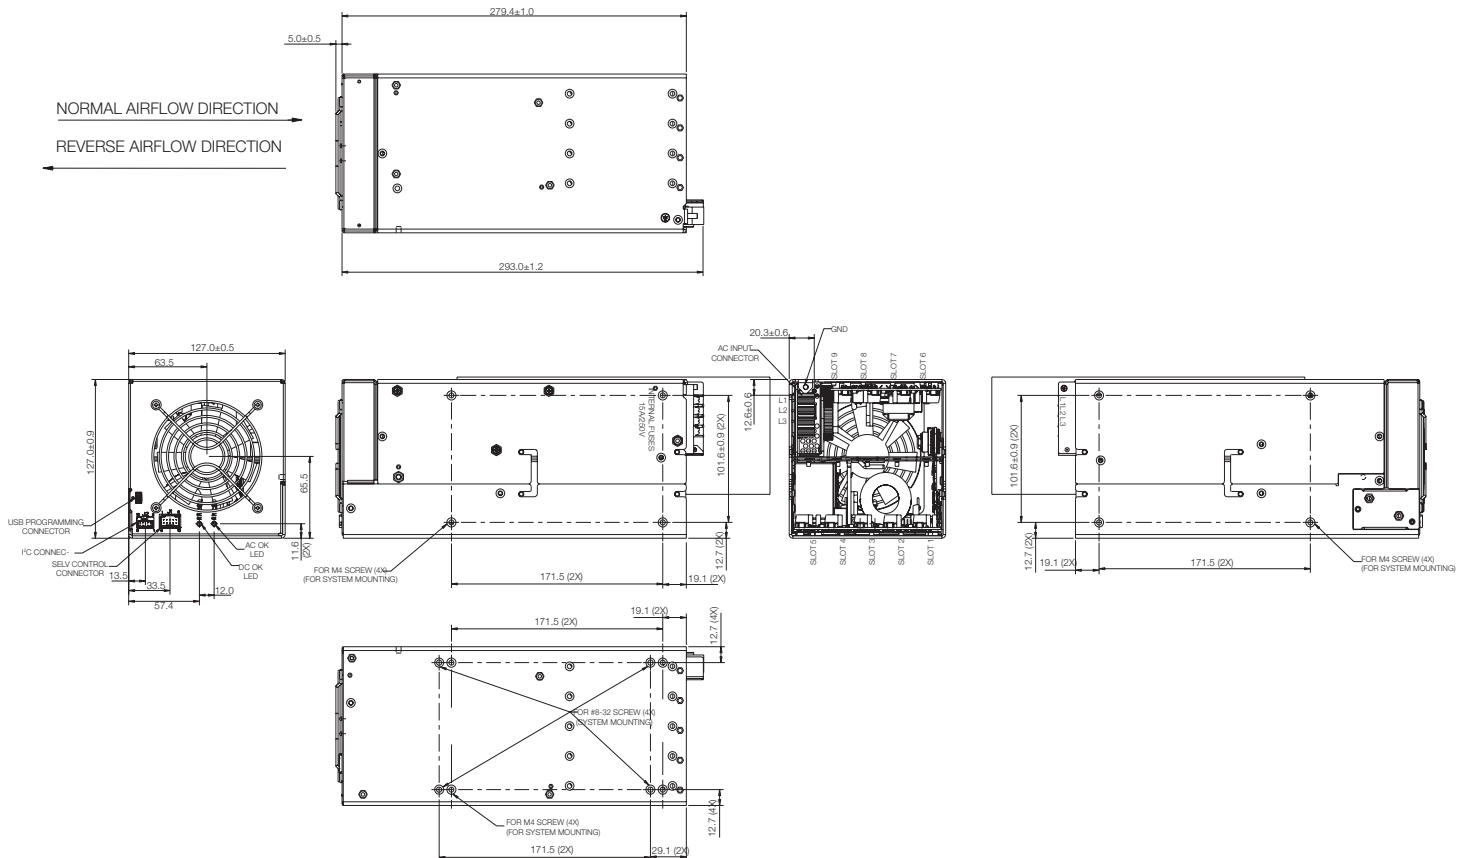 279.4±1.0
5.0±0.5
NORMAL AIRFLOW DIRECTION
REVERSE AIRFLOW DIRECTION
293.0±1.2
127.0±0.5
63.5
127.0±0.9
65.5
11.6
(2X)
USB PROGRAMMING
CONNECTOR
I²C CONNEC-
SELV CONTROL
CONNECTOR
AC OK
LED
DC OK
LED
13.5
33.5
57.4
12.0
INTERNAL FUSES
15A/250V
101.6±0.9 (2X)
12.7 (2X)
FOR M4 SCREW (4X)
(FOR SYSTEM MOUNTING)
171.5 (2X)
19.1 (2X)
20.3±0.6
GND
AC INPUT
CONNECTOR
12.6±0.6
L1
L2
L3
SLOT 9
SLOT 8
SLOT 7
SLOT 6
SLOT 5
SLOT 4
SLOT 3
SLOT 2
SLOT 1
L1 L2 L3
101.6±0.9 (2X)
12.7 (2X)
19.1 (2X)
171.5 (2X)
FOR M4 SCREW (4X)
(FOR SYSTEM MOUNTING)
19.1 (2X)
171.5 (2X)
12.7 (4X)
FOR #8-32 SCREW (4X)
(SYSTEM MOUNTING)
12.7 (4X)
FOR M4 SCREW (4X)
(FOR SYSTEM MOUNTING)
171.5 (2X)
29.1 (2X)